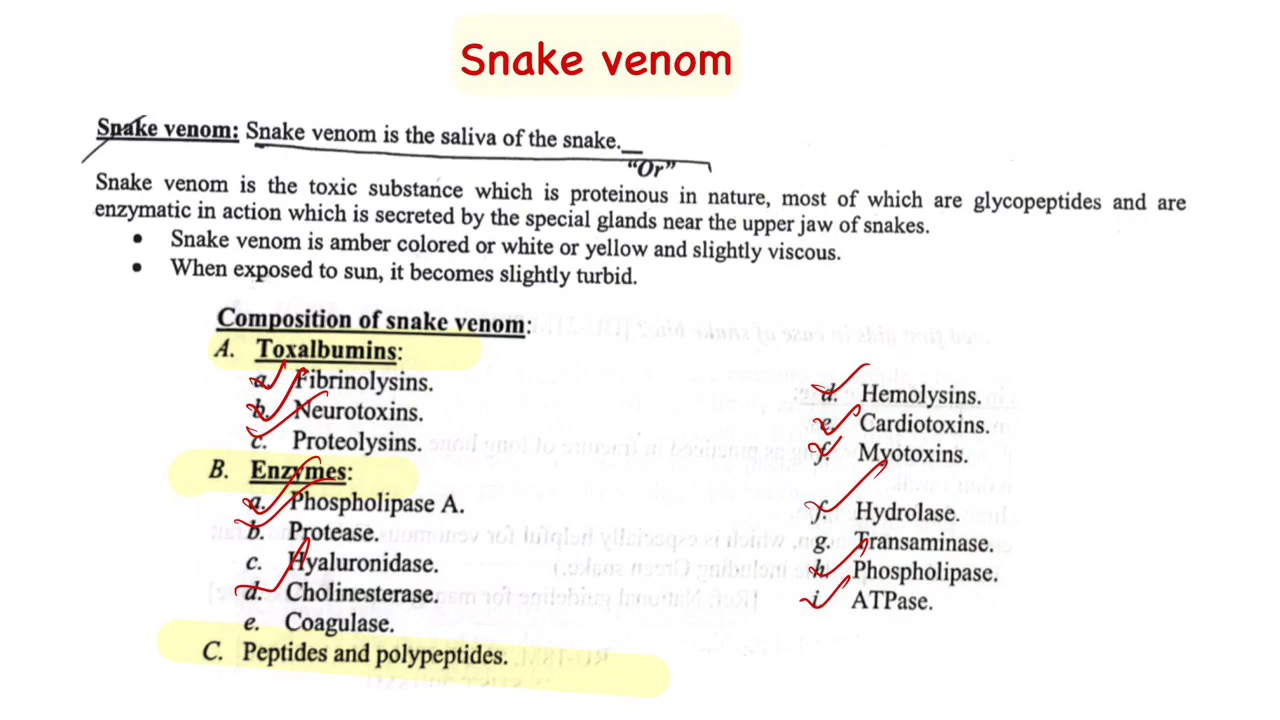 Snake venom
Snake venom: Snake venom is the saliva of the snake.
“Or”
Snake venom is the toxic substance which is proteinous in nature, most of which are glycopeptides and are
enzymatic in action which is secreted by the special glands near the upper jaw of snakes.
• Snake venom is amber colored or white or yellow and slightly viscous.
• When exposed to sun, it becomes slightly turbid.
Composition of snake venom:
A. Toxalbumins:
a. Fibrinolysins.
b. Neurotoxins.
c. Proteolysins.
d. Hemolysins.
e. Cardiotoxins.
f. Myotoxins.
B. Enzymes:
a. Phospholipase A.
b. Protease.
c. Hyaluronidase.
d. Cholinesterase.
e. Coagulase.
f. Hydrolase.
g. Transaminase.
h. Phospholipase.
i. ATPase.
C. Peptides and polypeptides.